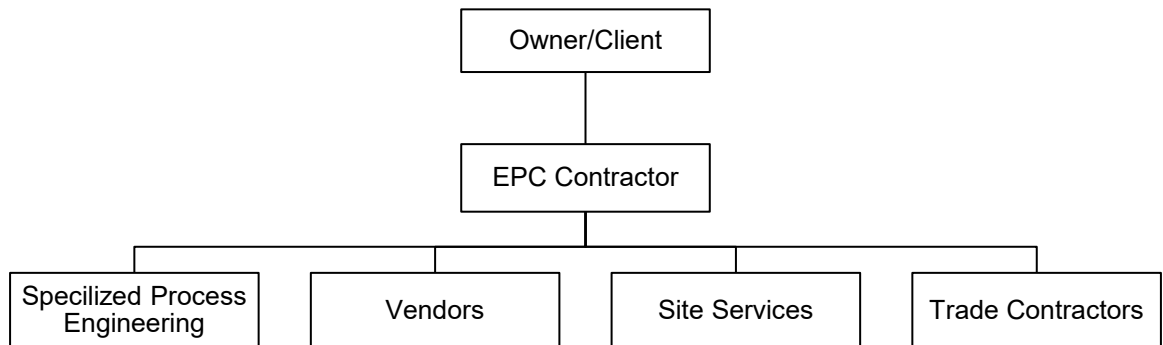 Owner/Client
EPC Contractor
Specilized Process
Engineering
Vendors
Site Services
Trade Contractors